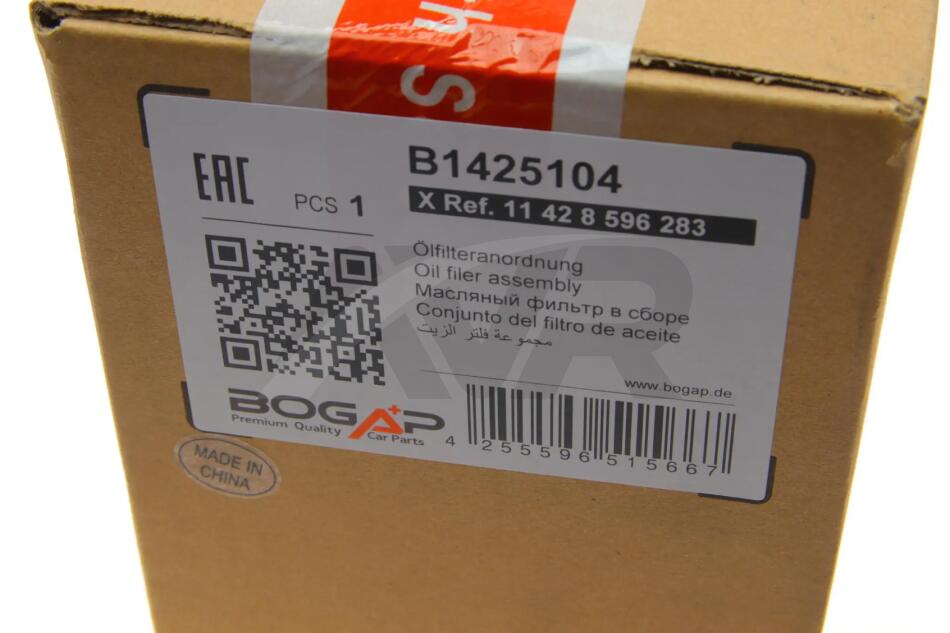 h S
EAC
PCS 1
B1425104
X Ref. 11 42 8 596 283
Ölfilteranordnung
Oil filer assembly
Масляный фильтр в сборе
Conjunto del filtro de aceite
مجموعة فلتر الزيت
www.bogap.de
BOGAP
Premium Quality Car Parts
4 255596 515667
MADE IN
CHINA
XVR